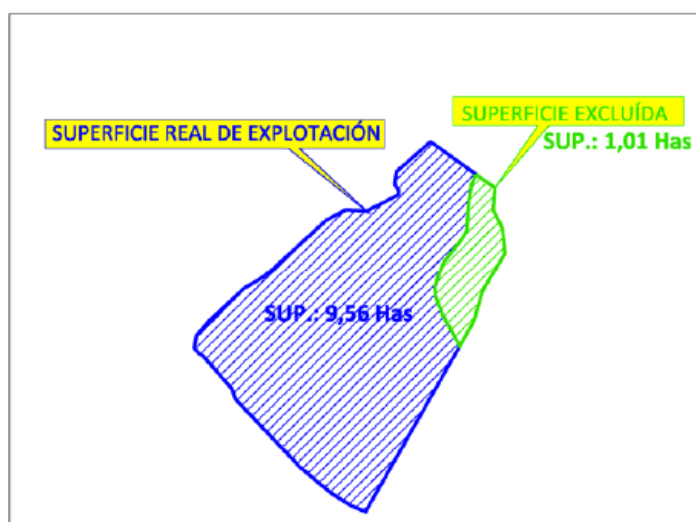 SUPERFICIE EXCLUÍDA
SUP.: 1,01 Has
SUPERFICIE REAL DE EXPLOTACIÓN
SUP.: 9,56 Has